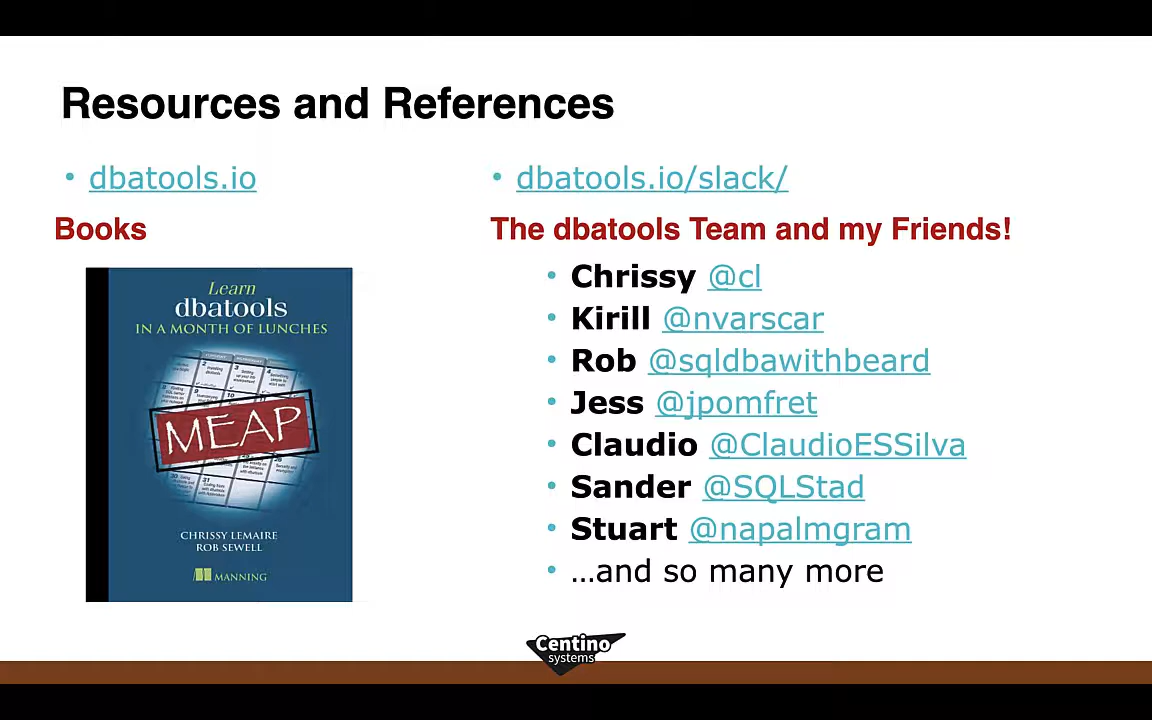 Resources and References
• dbatools.io
• dbatools.io/slack/
Books
The dbatools Team and my Friends!
Learn
dbatools
IN A MONTH OF LUNCHES
MEAP
CHRISSY LEMAIRE
ROB SEWELL
MANNING
• Chrissy @cl
• Kirill @nvarscar
• Rob @sqldbawithbeard
• Jess @jpomfret
• Claudio @ClaudioESSilva
• Sander @SQLStad
• Stuart @napalmgram
• …and so many more
Centino
systems